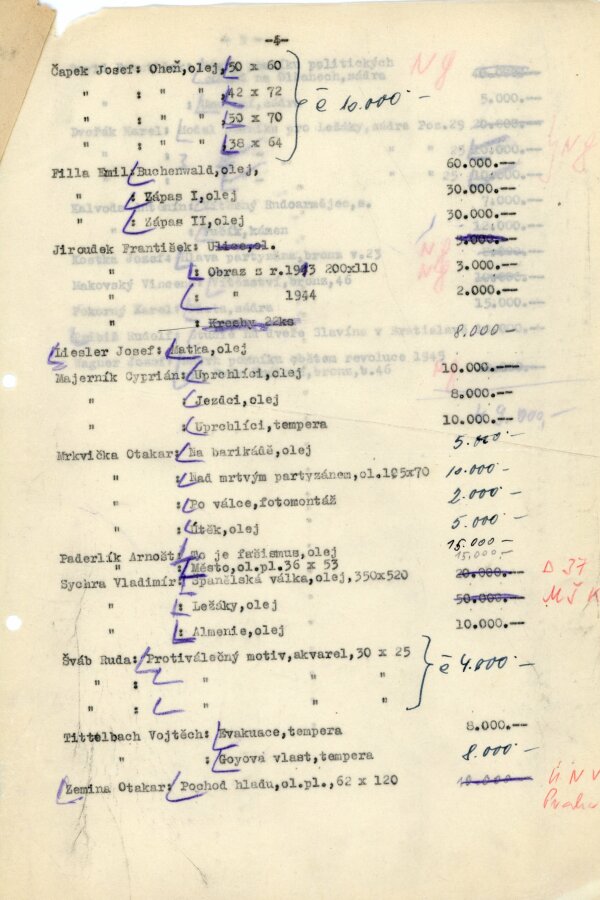 -4-
Čapek Josef: Oheň,olej,50 x 60
" : " " ,42 x 72
" : " " ,50 x 70
" : " " ,38 x 64
č 10.000·—
Filla Emil:Buchenwald,olej, 60.000.--
" : Zápas I,olej 30.000.--
" : Zápas II,olej 30.000.--
Jiroudek František: Ulice,ol. 3.000.--
" : Obraz z r.1943 200x110 3.000.--
" : " 1944 2.000.--
" : Kresby 22ks
Liesler Josef: Matka,olej 8.000·—
Majerník Cyprián: Uprchlíci,olej 10.000.---
" : Jezdci,olej 8.000.--
" : Uprchlíci,tempera 10.000.--
Mrkvička Otakar: Na barikádě,olej 5.000·—
" : Nad mrtvým partyzánem,ol.195x70 10.000·—
" : Po válce,fotomontáž 2.000·—
" : Útěk,olej 5.000·—
Paderlík Arnošt: To je fašismus,olej 15.000·—
: Město,ol.pl.36 x 53 15.000.—
Sychra Vladimír: Španělská válka,olej,350x520 20.000.-- D 37
" : Ležáky,olej 50.000.-- MŠK
" : Almenie,olej 10.000.--
Šváb Ruda: Protiválečný motiv,akvarel,30 x 25
" : " " "
" : " " "
č 4.000·—
Tittelbach Vojtěch: Evakuace,tempera 8.000.--
" : Goyova vlast,tempera 8.000·—
Zemina Otakar: Pochod hladu,ol.pl.,62 x 120 10.000.-- ÚNV
Praha